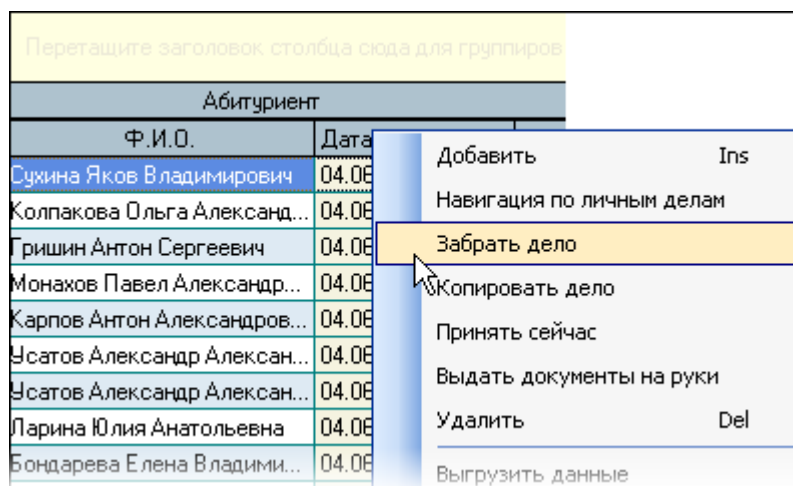 Перетащите заголовок столбца сюда для группиров
Абитуриент
Ф.И.О. Дата
Сухина Яков Владимирович 04.06
Колпакова Ольга Александ... 04.06
Гришин Антон Сергеевич 04.06
Монахов Павел Александр... 04.06
Карпов Антон Александров... 04.06
Усатов Александр Алексан... 04.06
Усатов Александр Алексан... 04.06
Ларина Юлия Анатольевна 04.06
Бондарева Елена Владими... 04.06
Добавить Ins
Навигация по личным делам
Забрать дело
Копировать дело
Принять сейчас
Выдать документы на руки
Удалить Del
Выгрузить данные